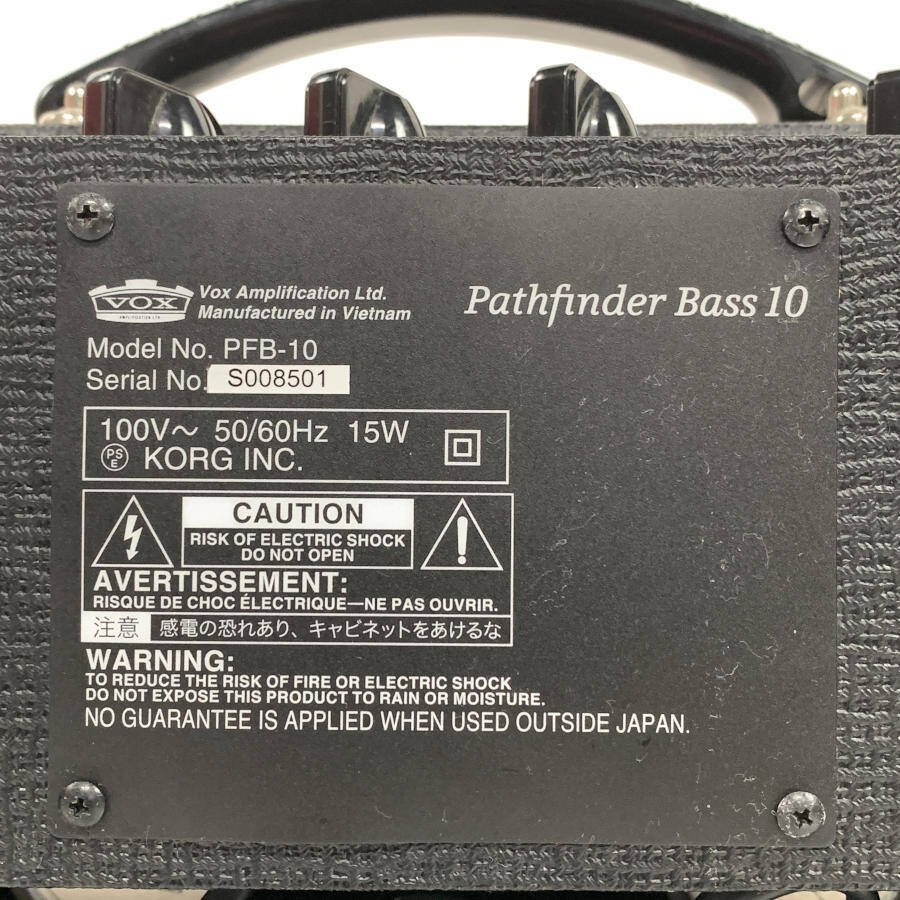 VOX
AMPLIFICATION LTD.
Vox Amplification Ltd.
Manufactured in Vietnam
Pathfinder Bass 10
Model No. PFB-10
Serial No. S008501
100V～ 50/60Hz 15W
PSE KORG INC.
CAUTION
RISK OF ELECTRIC SHOCK
DO NOT OPEN
AVERTISSEMENT:
RISQUE DE CHOC ÉLECTRIQUE—NE PAS OUVRIR.
注意 感電の恐れあり、キャビネットをあけるな
WARNING:
TO REDUCE THE RISK OF FIRE OR ELECTRIC SHOCK
DO NOT EXPOSE THIS PRODUCT TO RAIN OR MOISTURE.
NO GUARANTEE IS APPLIED WHEN USED OUTSIDE JAPAN.